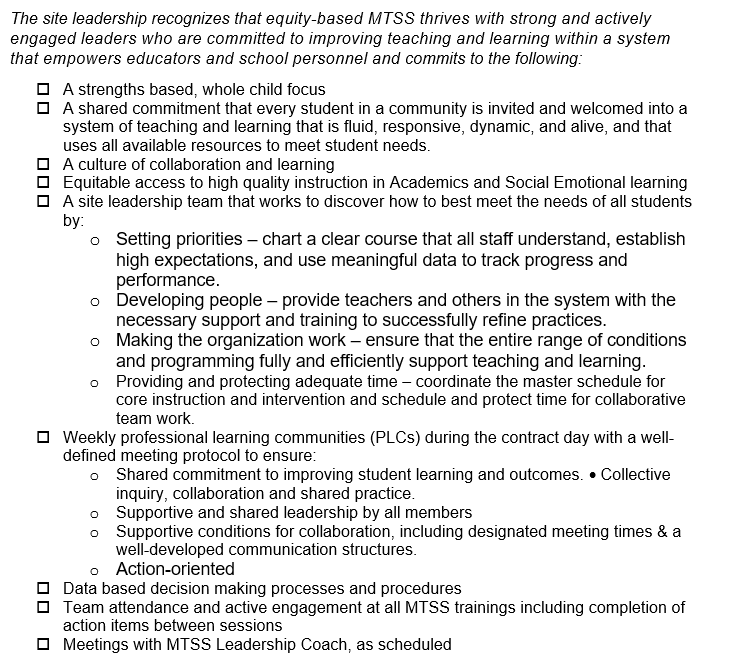 The site leadership recognizes that equity-based MTSS thrives with strong and actively
engaged leaders who are committed to improving teaching and learning within a system
that empowers educators and school personnel and commits to the following:
☐ A strengths based, whole child focus
☐ A shared commitment that every student in a community is invited and welcomed into a
system of teaching and learning that is fluid, responsive, dynamic, and alive, and that
uses all available resources to meet student needs.
☐ A culture of collaboration and learning
☐ Equitable access to high quality instruction in Academics and Social Emotional learning
☐ A site leadership team that works to discover how to best meet the needs of all students
by:
o Setting priorities – chart a clear course that all staff understand, establish
high expectations, and use meaningful data to track progress and
performance.
o Developing people – provide teachers and others in the system with the
necessary support and training to successfully refine practices.
o Making the organization work – ensure that the entire range of conditions
and programming fully and efficiently support teaching and learning.
o Providing and protecting adequate time – coordinate the master schedule for
core instruction and intervention and schedule and protect time for collaborative
team work.
☐ Weekly professional learning communities (PLCs) during the contract day with a well-
defined meeting protocol to ensure:
o Shared commitment to improving student learning and outcomes. • Collective
inquiry, collaboration and shared practice.
o Supportive and shared leadership by all members
o Supportive conditions for collaboration, including designated meeting times & a
well-developed communication structures.
o Action-oriented
☐ Data based decision making processes and procedures
☐ Team attendance and active engagement at all MTSS trainings including completion of
action items between sessions
☐ Meetings with MTSS Leadership Coach, as scheduled